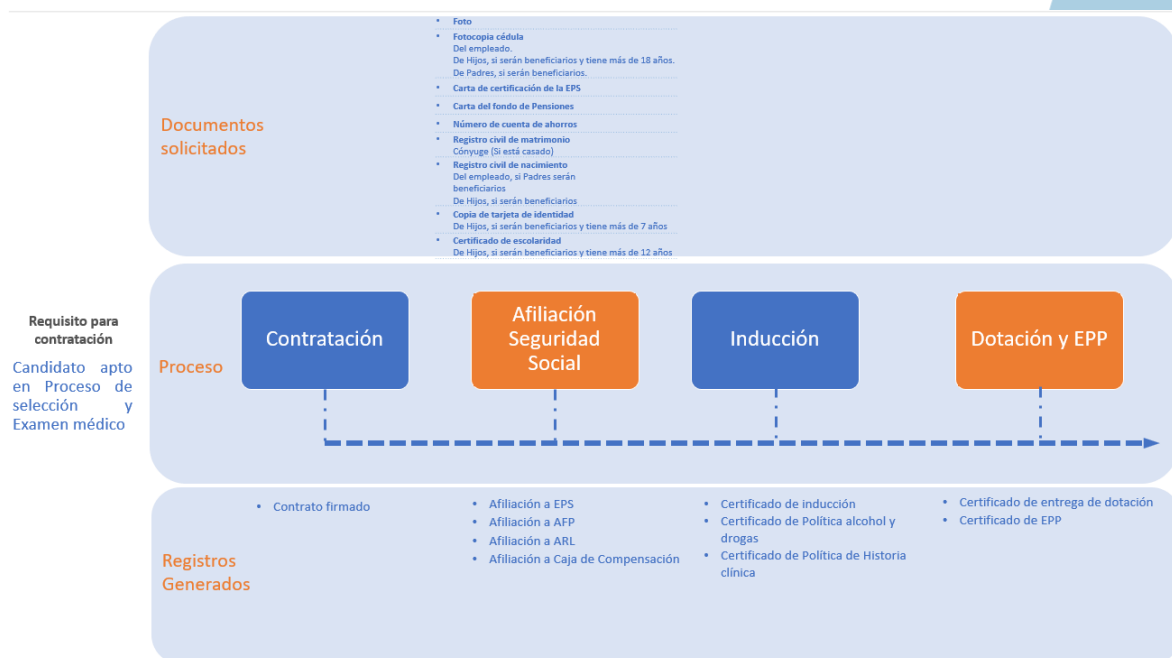 Foto
Fotocopia cédula
Del empleado.
De Hijos, si serán beneficiarios y tiene más de 18 años.
De Padres, si serán beneficiarios.
Carta de certificación de la EPS
Carta del fondo de Pensiones
Número de cuenta de ahorros
Registro civil de matrimonio
Cónyuge (Si está casado)
Registro civil de nacimiento
Del empleado, si Padres serán
beneficiarios
De Hijos, si serán beneficiarios
Copia de tarjeta de identidad
De Hijos, si serán beneficiarios y tiene más de 7 años
Certificado de escolaridad
De Hijos, si serán beneficiarios y tiene más de 12 años
Documentos
solicitados
Requisito para
contratación
Candidato apto
en Proceso de
selección y
Examen médico
Proceso
Contratación
Afiliación
Seguridad
Social
Inducción
Dotación y EPP
Registros
Generados
• Contrato firmado
• Afiliación a EPS
• Afiliación a AFP
• Afiliación a ARL
• Afiliación a Caja de Compensación
• Certificado de inducción
• Certificado de Política alcohol y
drogas
• Certificado de Política de Historia
clínica
• Certificado de entrega de dotación
• Certificado de EPP